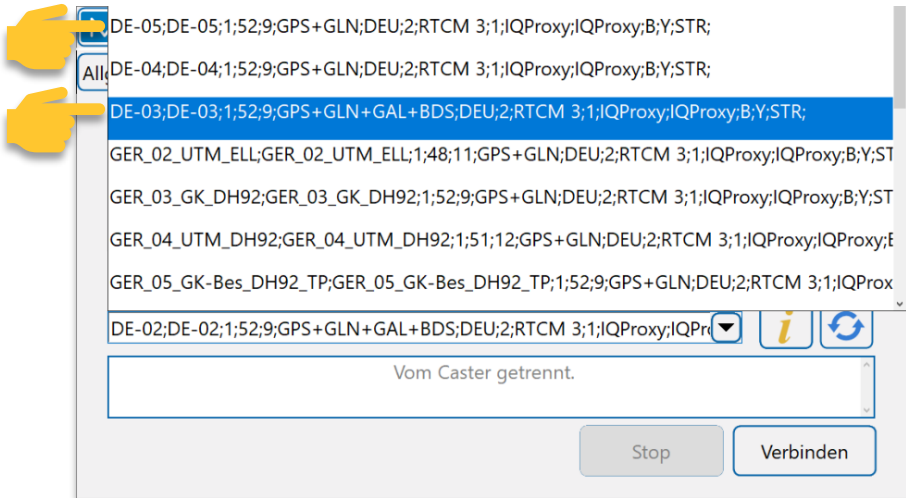 DE-05;DE-05;1;52;9;GPS+GLN;DEU;2;RTCM 3;1;IQProxy;IQProxy;B;Y;STR;
All
DE-04;DE-04;1;52;9;GPS+GLN;DEU;2;RTCM 3;1;IQProxy;IQProxy;B;Y;STR;
DE-03;DE-03;1;52;9;GPS+GLN+GAL+BDS;DEU;2;RTCM 3;1;IQProxy;IQProxy;B;Y;STR;
GER_02_UTM_ELL;GER_02_UTM_ELL;1;48;11;GPS+GLN;DEU;2;RTCM 3;1;IQProxy;IQProxy;B;Y;ST
GER_03_GK_DH92;GER_03_GK_DH92;1;52;9;GPS+GLN;DEU;2;RTCM 3;1;IQProxy;IQProxy;B;Y;ST
GER_04_UTM_DH92;GER_04_UTM_DH92;1;51;12;GPS+GLN;DEU;2;RTCM 3;1;IQProxy;IQProxy;
GER_05_GK-Bes_DH92_TP;GER_05_GK-Bes_DH92_TP;1;52;9;GPS+GLN;DEU;2;RTCM 3;1;IQProx
DE-02;DE-02;1;52;9;GPS+GLN+GAL+BDS;DEU;2;RTCM 3;1;IQProxy;IQPr
i
Vom Caster getrennt.
Stop
Verbinden